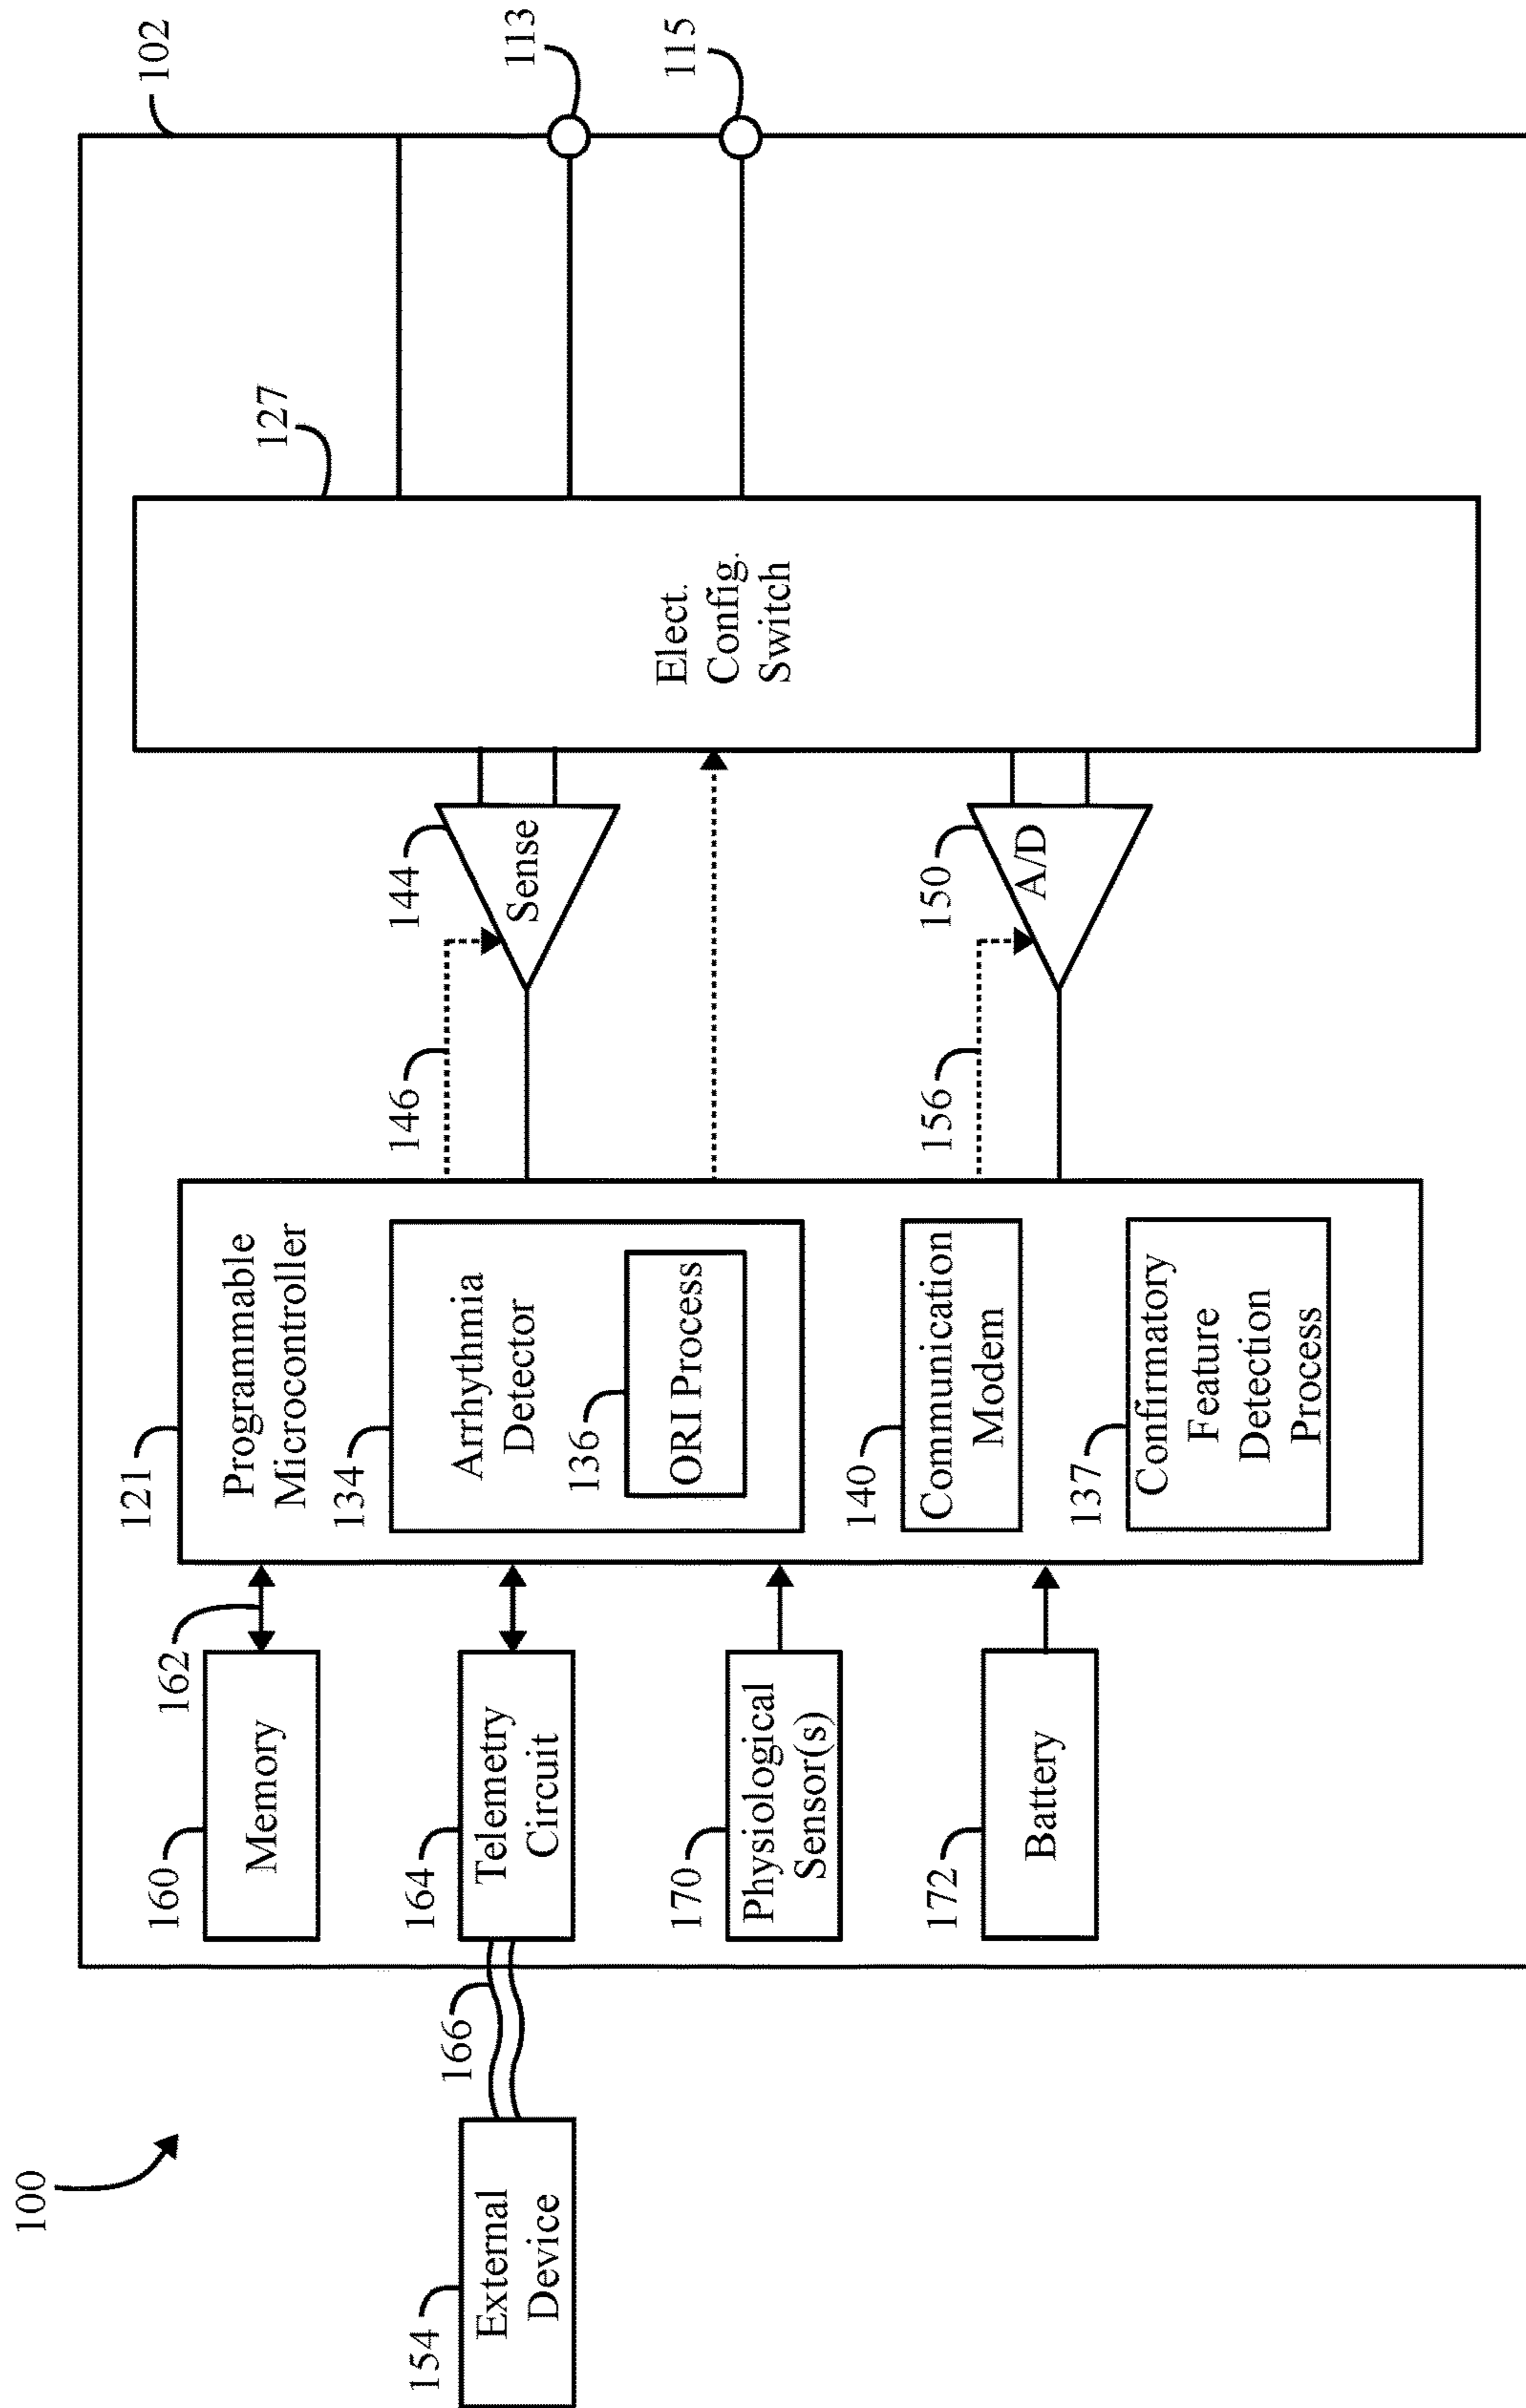 100
102
113
115
127
Elect.
Config.
Switch
144
Sense
146
150
A/D
156
121
Programmable
Microcontroller
134
Arrhythmia
Detector
136
ORI Process
140
Communication
Modem
137
Confirmatory
Feature
Detection
Process
162
160
Memory
164
Telemetry
Circuit
166
170
Physiological
Sensor(s)
172
Battery
154
External
Device